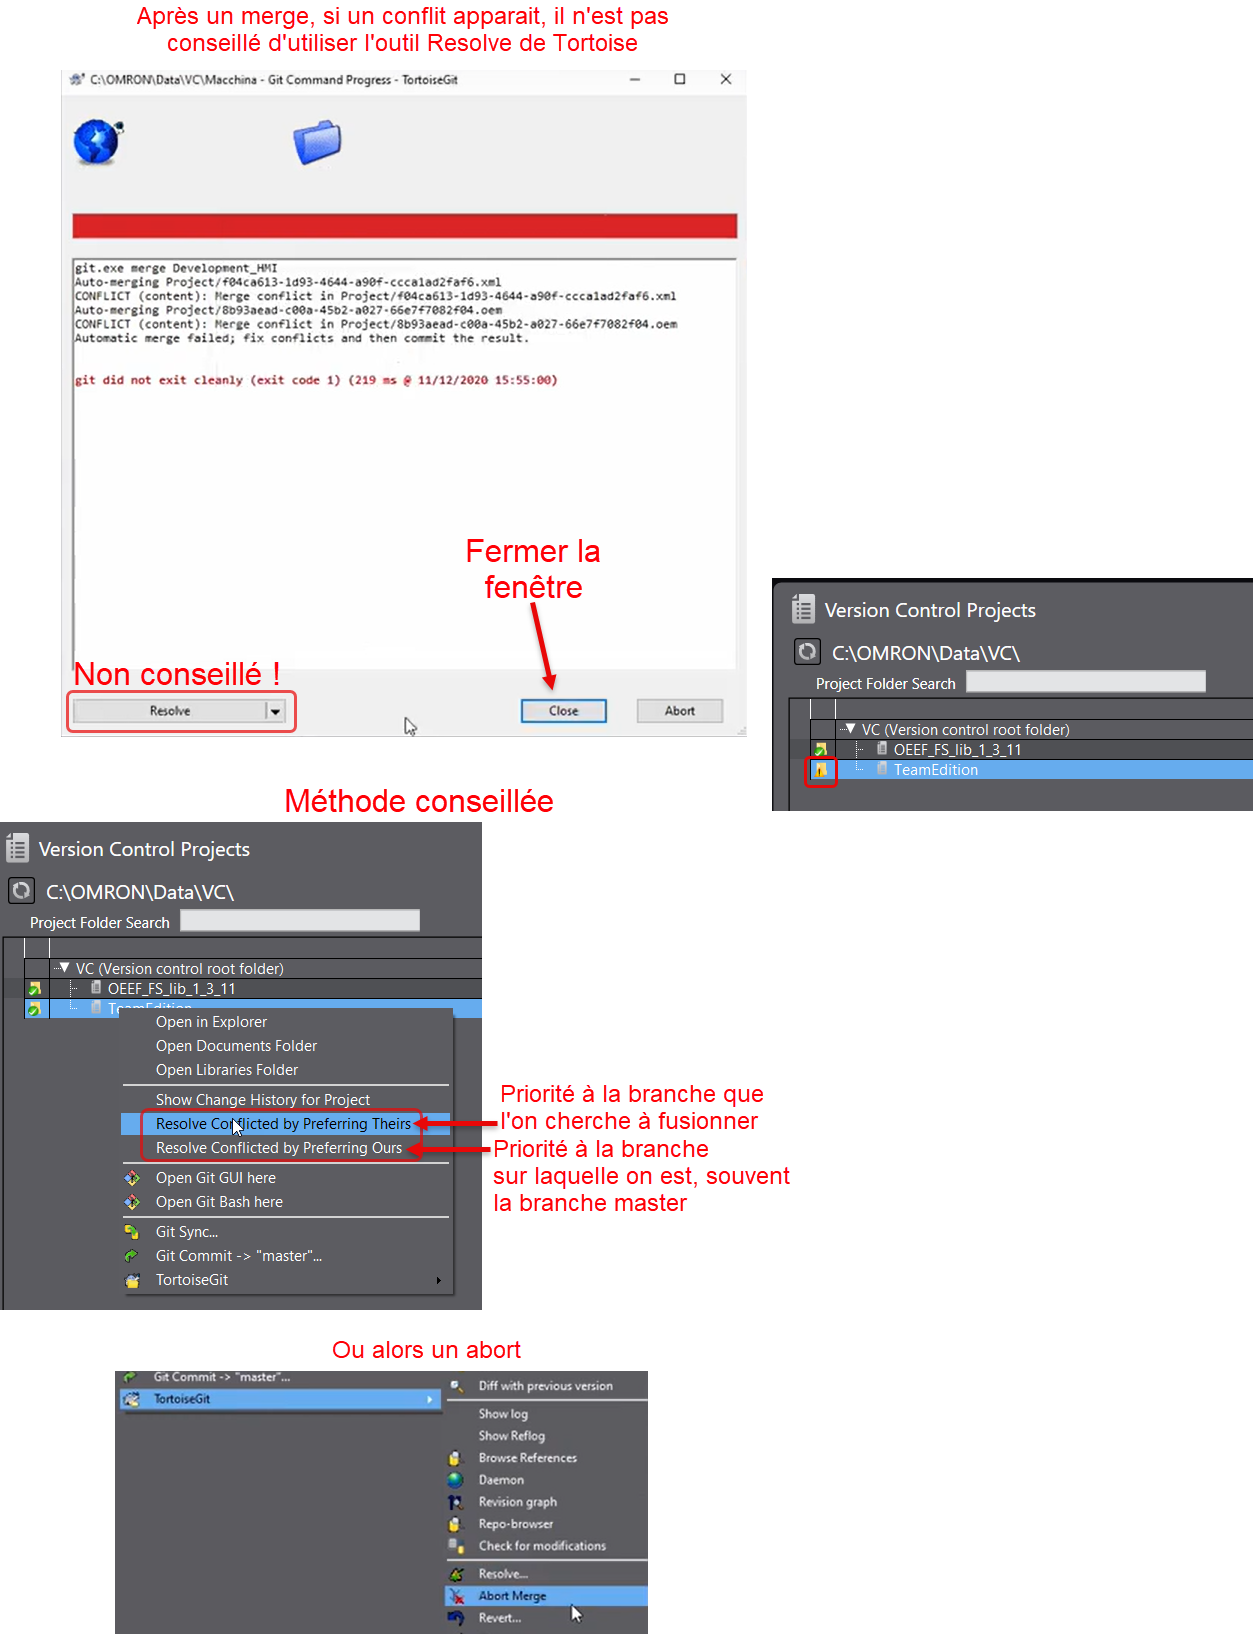 Après un merge, si un conflit apparait, il n'est pas
conseillé d'utiliser l'outil Resolve de Tortoise
C:\OMRON\Data\VC\Macchina - Git Command Progress - TortoiseGit
git.exe merge Development_HMI
Auto-merging Project/f04ca613-1d93-4644-a90f-ccca1ad2faf6.xml
CONFLICT (content): Merge conflict in Project/f04ca613-1d93-4644-a90f-ccca1ad2faf6.xml
Auto-merging Project/8b93aead-c00a-45b2-a027-66e7f7082f04.oem
CONFLICT (content): Merge conflict in Project/8b93aead-c00a-45b2-a027-66e7f7082f04.oem
Automatic merge failed; fix conflicts and then commit the result.
git did not exit cleanly (exit code 1) (219 ms @ 11/12/2020 15:55:00)
Fermer la
fenêtre
Non conseillé !
Resolve
Close
Abort
Version Control Projects
C:\OMRON\Data\VC\
Project Folder Search
VC (Version control root folder)
OEEF_FS_lib_1_3_11
TeamEdition
Méthode conseillée
Version Control Projects
C:\OMRON\Data\VC\
Project Folder Search
VC (Version control root folder)
OEEF_FS_lib_1_3_11
TeamEdition
Open in Explorer
Open Documents Folder
Open Libraries Folder
Show Change History for Project
Resolve Conflicted by Preferring Theirs
Resolve Conflicted by Preferring Ours
Open Git GUI here
Open Git Bash here
Git Sync...
Git Commit -> "master"...
TortoiseGit
Priorité à la branche que
l'on cherche à fusionner
Priorité à la branche
sur laquelle on est, souvent
la branche master
Ou alors un abort
Git Commit -> "master"...
TortoiseGit
Diff with previous version
Show log
Show Reflog
Browse References
Daemon
Revision graph
Repo-browser
Check for modifications
Resolve...
Abort Merge
Revert...